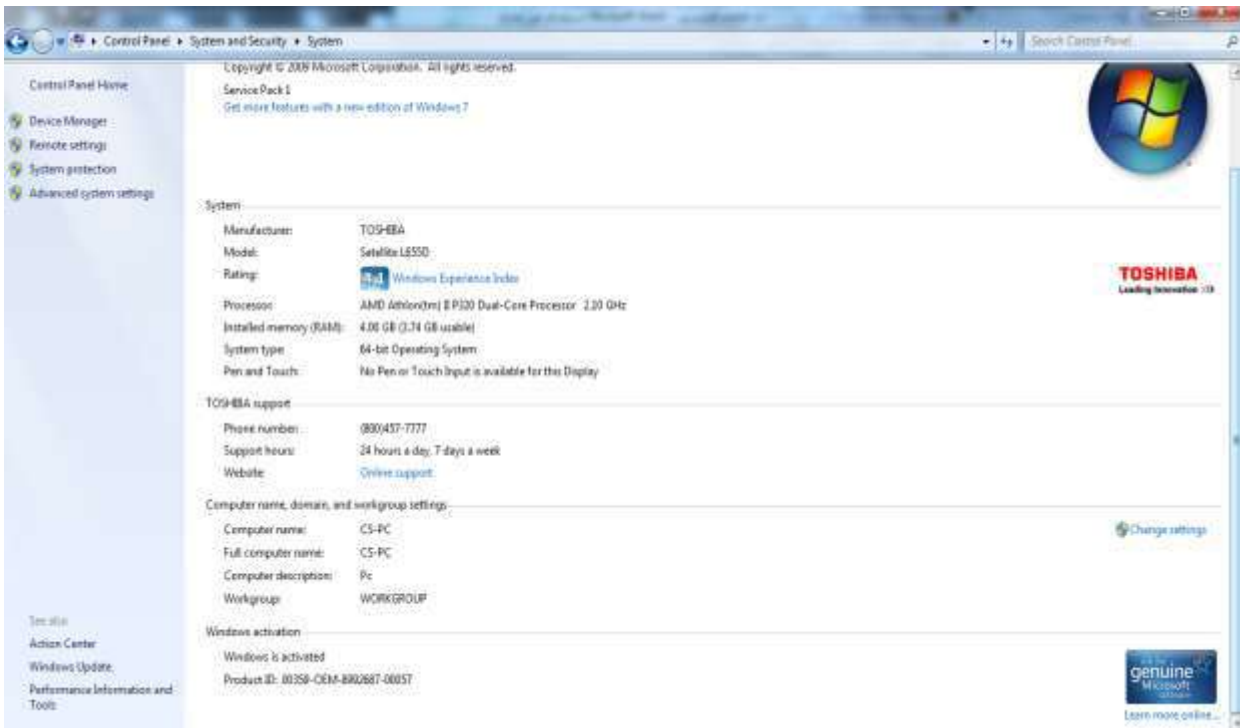 Control Panel ▸ System and Security ▸ System
Search Control Panel
Control Panel Home
Device Manager
Remote settings
System protection
Advanced system settings
Copyright © 2009 Microsoft Corporation. All rights reserved.
Service Pack 1
Get more features with a new edition of Windows 7
System
Manufacturer: TOSHIBA
Model: Satellite L655D
Rating: Windows Experience Index
Processor: AMD Athlon(tm) II P320 Dual-Core Processor 2.10 GHz
Installed memory (RAM): 4.00 GB (3.74 GB usable)
System type: 64-bit Operating System
Pen and Touch: No Pen or Touch Input is available for this Display
TOSHIBA
Leading Innovation
TOSHIBA support
Phone number: (800)457-7777
Support hours: 24 hours a day, 7 days a week
Website: Online support
Computer name, domain, and workgroup settings
Computer name: CS-PC
Change settings
Full computer name: CS-PC
Computer description: Pc
Workgroup: WORKGROUP
See also
Action Center
Windows Update
Performance Information and
Tools
Windows activation
Windows is activated
Product ID: 00359-OEM-8992687-00057
genuine
Microsoft
software
Learn more online...